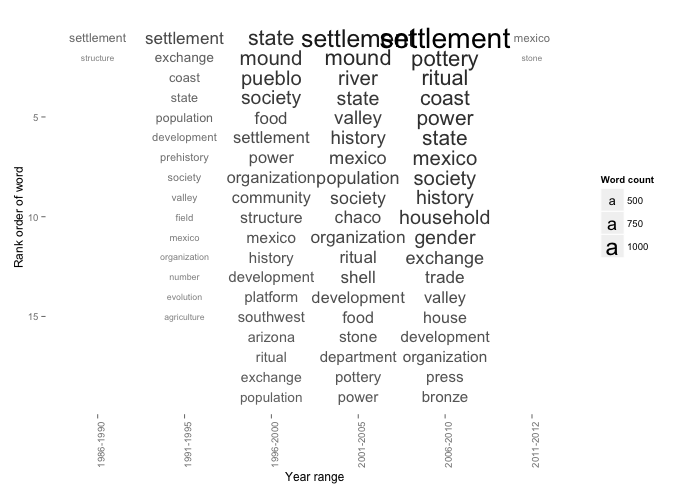 settlement settlement state settlement settlement mexico
structure exchange mound mound pottery stone
coast pueblo river ritual
state society state coast
5 population food valley power
development settlement history state
prehistory power mexico mexico
society organization population society
valley community society history
10 field structure chaco household
mexico mexico organization gender
organization history ritual exchange
number development shell trade
evolution platform development valley
15 agriculture southwest food house
arizona stone development
ritual department organization
exchange pottery press
population power bronze
Rank order of word
1986-1990 1991-1995 1996-2000 2001-2005 2006-2010 2011-2012
Year range
Word count
a 500
a 750
a 1000